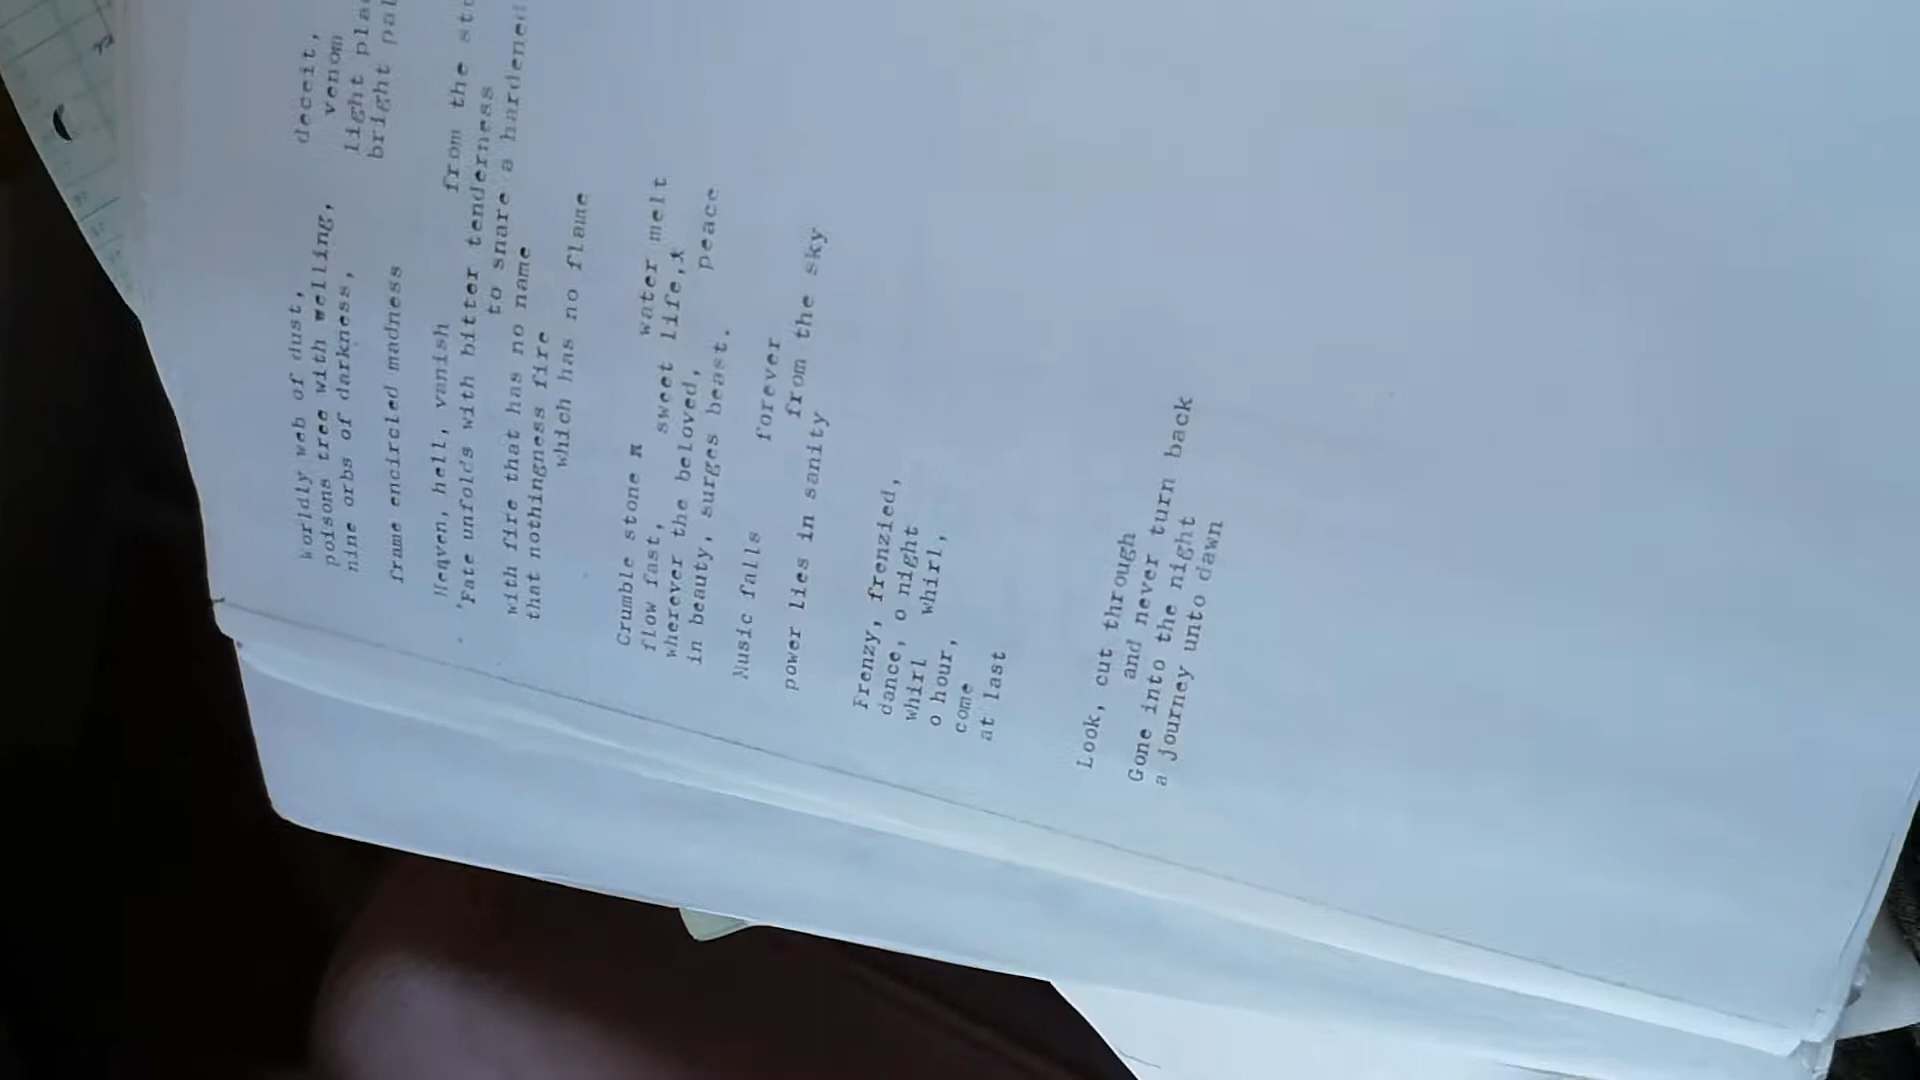 Worldly web of dust, deceit,
poisons tree with welling, venom
nine orbs of darkness, light
bright
frame encircled madness
Heaven, hell, vanish from the
'Fate unfolds with bitter tenderness
to snare a hardened
with fire that has no name
that nothingness fire
which has no flame
Crumble stone x water melt
flow fast, sweet life,x
wherever the beloved, peace
in beauty, surges beast.
Music falls forever
from the sky
power lies in sanity
Frenzy, frenzied,
dance, o night
whirl whirl,
o hour,
come
at last
Look, cut through
and never turn back
Gone into the night
a journey unto dawn